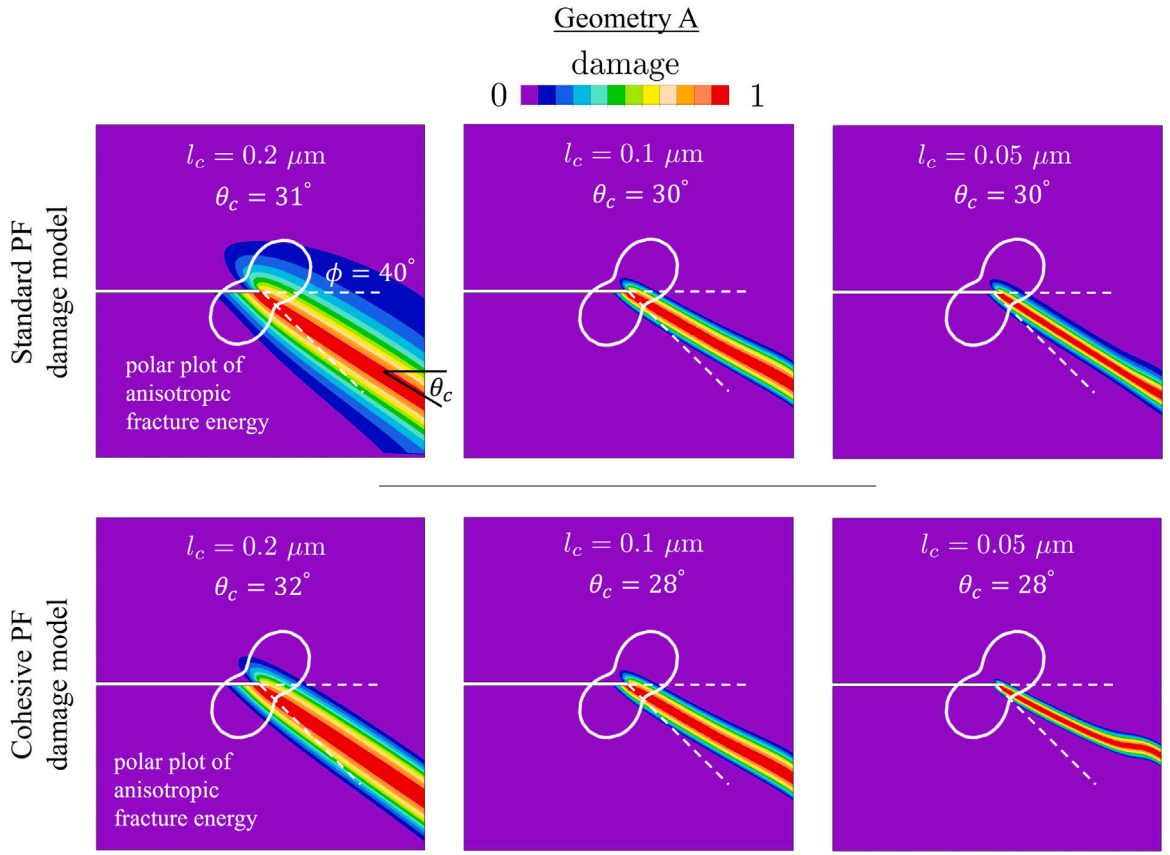 Geometry A
damage
0 1
Standard PF
damage model
l_c = 0.2 μm
θ_c = 31°
ϕ = 40°
θ_c
polar plot of
anisotropic
fracture energy
l_c = 0.1 μm
θ_c = 30°
l_c = 0.05 μm
θ_c = 30°
Cohesive PF
damage model
l_c = 0.2 μm
θ_c = 32°
polar plot of
anisotropic
fracture energy
l_c = 0.1 μm
θ_c = 28°
l_c = 0.05 μm
θ_c = 28°